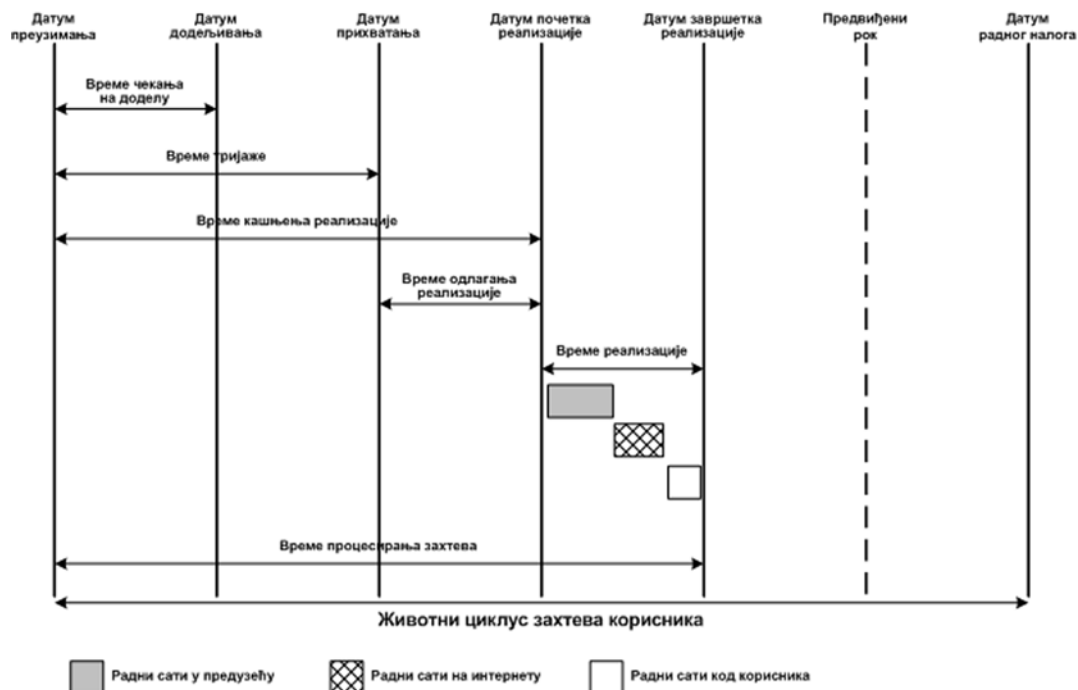 Датум
преузимања
Датум
додељивања
Датум
прихватања
Датум почетка
реализације
Датум завршетка
реализације
Предвиђени
рок
Датум
радног налога
Време чекања
на доделу
Време тријаже
Време кашњења реализације
Време одлагања
реализације
Време реализације
Време процесирања захтева
Животни циклус захтева корисника
Радни сати у предузећу
Радни сати на интернету
Радни сати код корисника